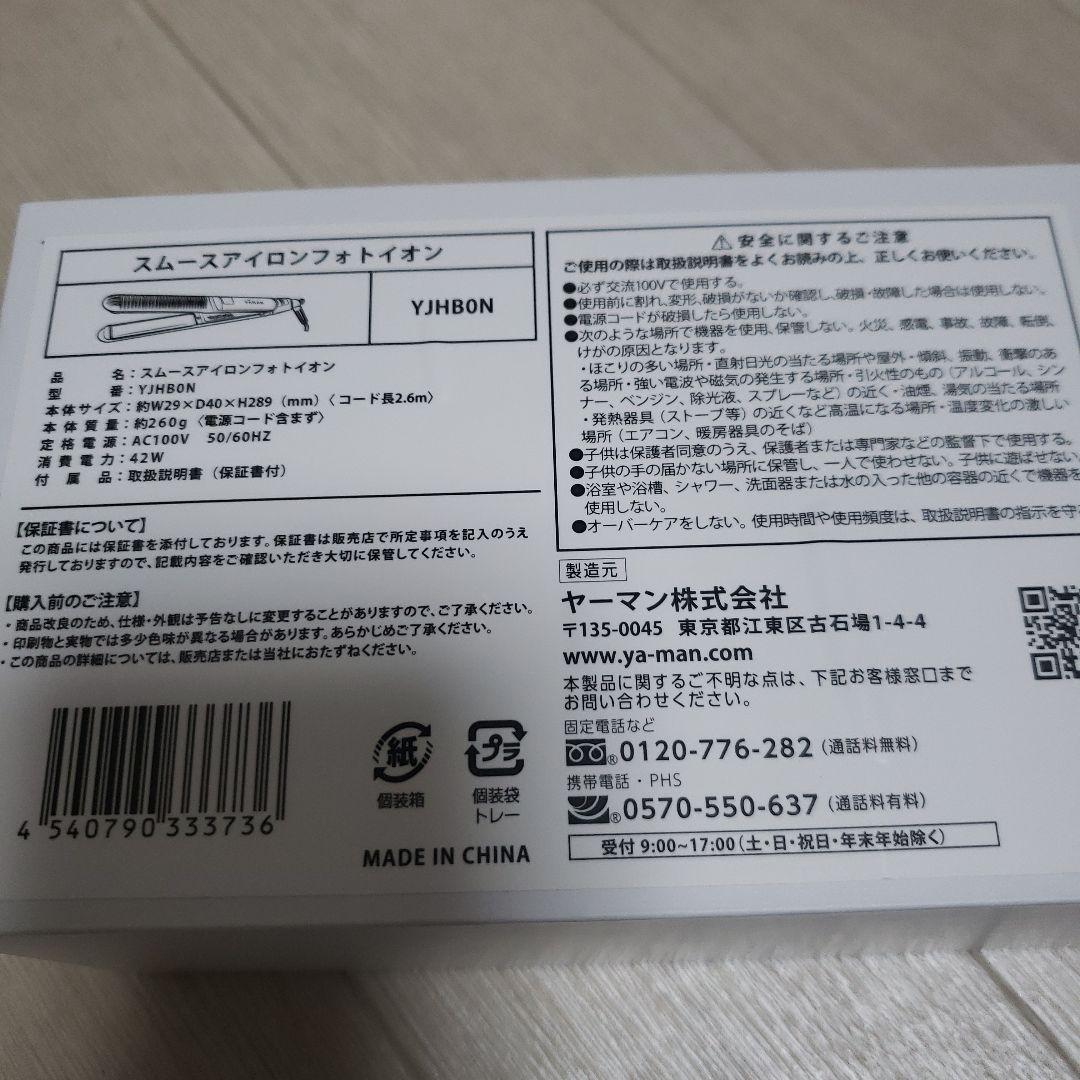 スムースアイロンフォトイオン
YJHB0N
品名：スムースアイロンフォトイオン
型番：YJHB0N
本体サイズ：約W29×D40×H289（mm）〈コード長2.6m〉
本体質量：約260g〈電源コード含まず〉
定格電源：AC100V 50/60HZ
消費電力：42W
付属品：取扱説明書（保証書付）
【保証書について】
この商品には保証書を添付しております。保証書は販売店で所定事項を記入のうえ
発行しておりますので、記載内容をご確認いただき大切に保管してください。
【購入前のご注意】
・商品改良のため、仕様・外観は予告なしに変更することがありますので、ご了承ください。
・印刷物と実物では多少色味が異なる場合があります。あらかじめご了承ください。
・この商品の詳細については、販売店または当社におたずねください。
4 540790 333736
紙
個装箱
プラ
個装袋
トレー
MADE IN CHINA
⚠安全に関するご注意
ご使用の際は取扱説明書をよくお読みの上、正しくお使いください。
●必ず交流100Vで使用する。
●使用前に割れ、変形、破損がないか確認し、破損・故障した場合は使用しない。
●電源コードが破損したら使用しない。
●次のような場所で機器を使用、保管しない。火災、感電、事故、故障、転倒、
けがの原因となります。
・ほこりの多い場所・直射日光の当たる場所や屋外・傾斜、振動、衝撃のあ
る場所・強い電波や磁気の発生する場所・引火性のもの（アルコール、シン
ナー、ベンジン、除光液、スプレーなど）の近く・油煙、湯気の当たる場所
・発熱器具（ストーブ等）の近くなど高温になる場所・温度変化の激しい
場所（エアコン、暖房器具のそば）
●子供は保護者同意のうえ、保護者または専門家などの監督下で使用する。
●子供の手の届かない場所に保管し、一人で使わせない。子供に遊ばせない
●浴室や浴槽、シャワー、洗面器または水の入った他の容器の近くで機器を
使用しない。
●オーバーケアをしない。使用時間や使用頻度は、取扱説明書の指示を守る
製造元
ヤーマン株式会社
〒135-0045 東京都江東区古石場1-4-4
www.ya-man.com
本製品に関するご不明な点は、下記お客様窓口まで
お問い合わせください。
固定電話など
®0120-776-282（通話料無料）
携帯電話・PHS
®0570-550-637（通話料有料）
受付 9:00~17:00（土・日・祝日・年末年始除く）